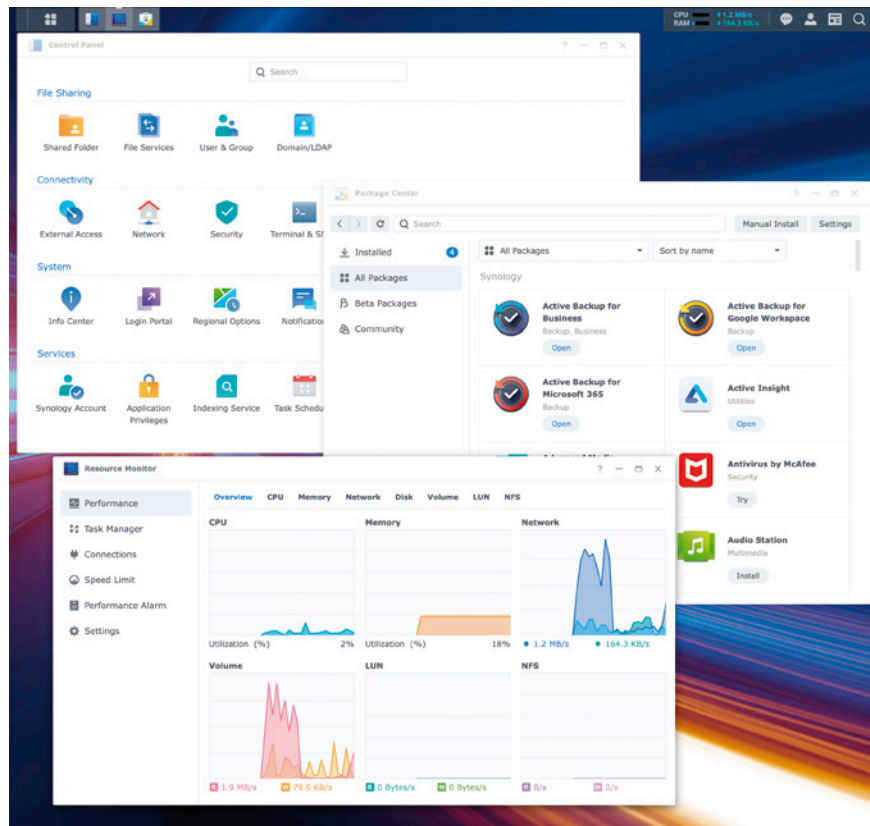 CPU
RAM
1.2 MB/s
164.3 KB/s
Control Panel
Search
File Sharing
Shared Folder
File Services
User & Group
Domain/LDAP
Connectivity
External Access
Network
Security
Terminal & S
System
Info Center
Login Portal
Regional Options
Notification
Services
Synology Account
Application
Privileges
Indexing Service
Task Schedu
Package Center
Search
Manual Install
Settings
Installed
4
All Packages
Beta Packages
Community
All Packages
Sort by name
Synology
Active Backup for
Business
Backup, Business
Open
Active Backup for
Google Workspace
Backup
Open
Active Backup for
Microsoft 365
Backup
Open
Active Insight
Utilities
Open
Antivirus by McAfee
Security
Try
Audio Station
Multimedia
Install
Resource Monitor
Performance
Task Manager
Connections
Speed Limit
Performance Alarm
Settings
Overview CPU Memory Network Disk Volume LUN NFS
CPU
Utilization (%) 2%
Memory
Utilization (%) 18%
Network
1.2 MB/s 164.3 KB/s
Volume
R 1.9 MB/s W 79.6 KB/s
LUN
R 0 Bytes/s W 0 Bytes/s
NFS
R 0/s W 0/s